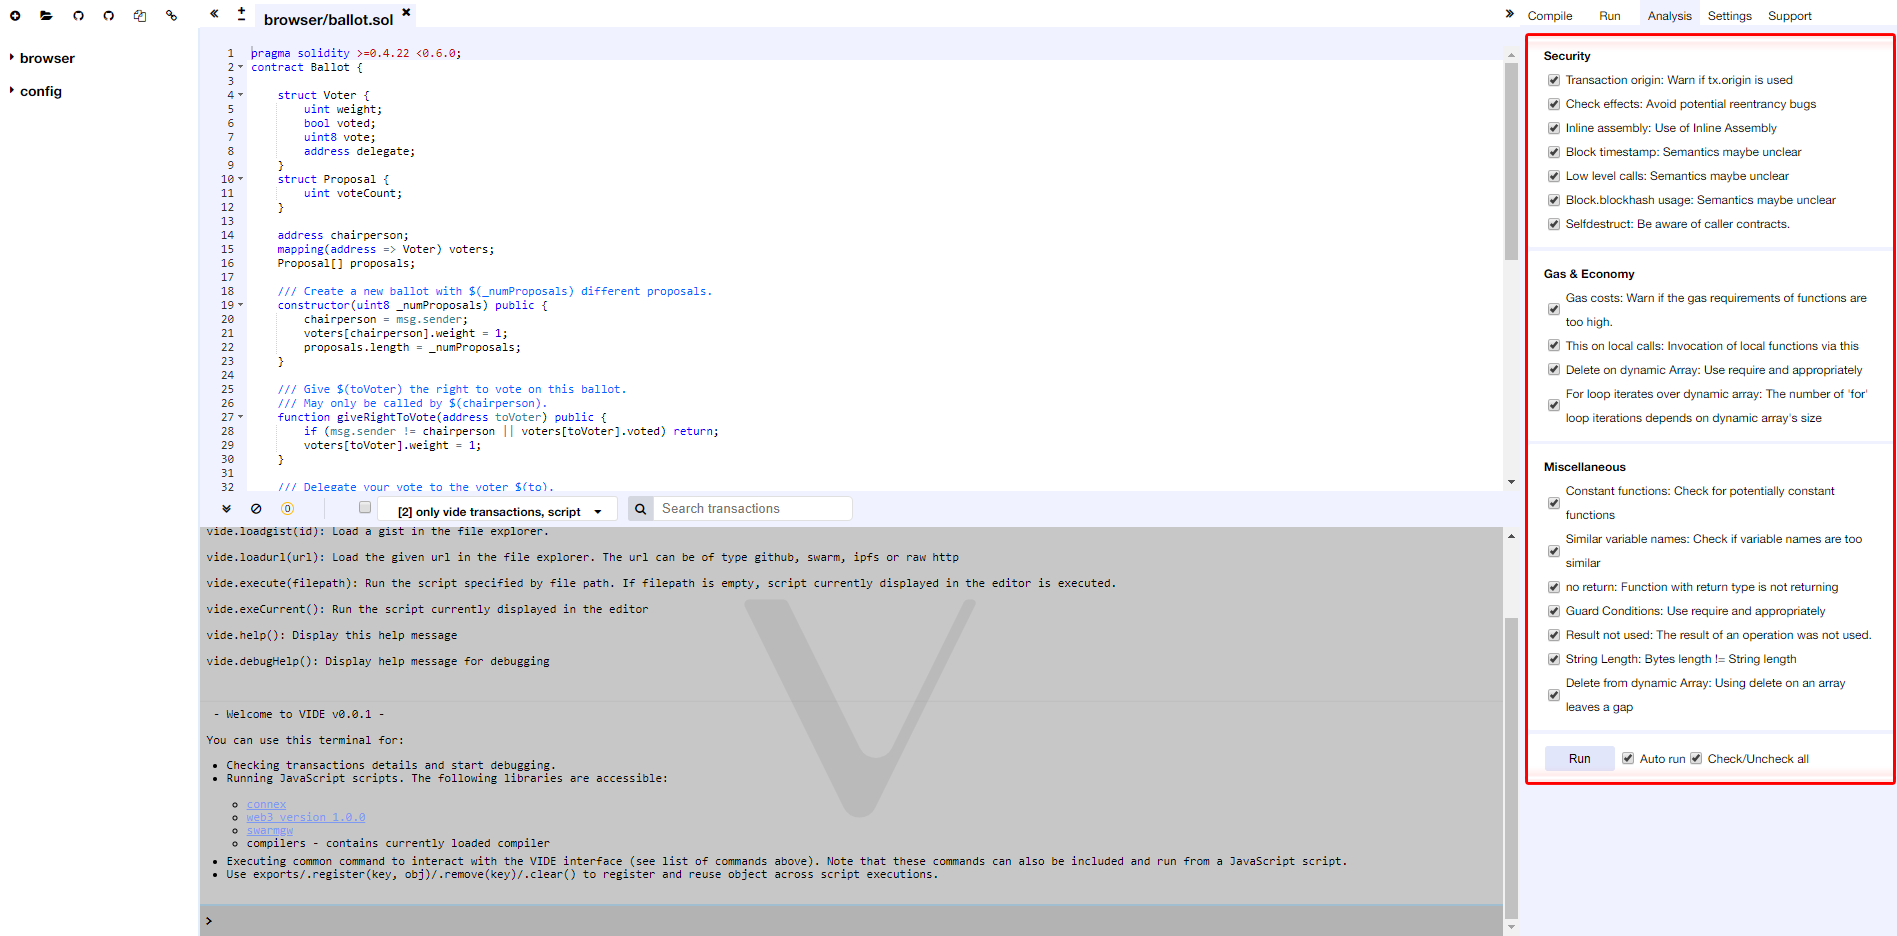 browser/ballot.sol
Compile Run Analysis Settings Support
browser
config
1 pragma solidity >=0.4.22 <0.6.0;
2 contract Ballot {
3
4 struct Voter {
5 uint weight;
6 bool voted;
7 uint8 vote;
8 address delegate;
9 }
10 struct Proposal {
11 uint voteCount;
12 }
13
14 address chairperson;
15 mapping(address => Voter) voters;
16 Proposal[] proposals;
17
18 /// Create a new ballot with $(_numProposals) different proposals.
19 constructor(uint8 _numProposals) public {
20 chairperson = msg.sender;
21 voters[chairperson].weight = 1;
22 proposals.length = _numProposals;
23 }
24
25 /// Give $(toVoter) the right to vote on this ballot.
26 /// May only be called by $(chairperson).
27 function giveRightToVote(address toVoter) public {
28 if (msg.sender != chairperson || voters[toVoter].voted) return;
29 voters[toVoter].weight = 1;
30 }
31
32 /// Delegate your vote to the voter $(to).
0 [2] only vide transactions, script Search transactions
vide.loadgist(id): Load a gist in the file explorer.
vide.loadurl(url): Load the given url in the file explorer. The url can be of type github, swarm, ipfs or raw http
vide.execute(filepath): Run the script specified by file path. If filepath is empty, script currently displayed in the editor is executed.
vide.exeCurrent(): Run the script currently displayed in the editor
vide.help(): Display this help message
vide.debugHelp(): Display help message for debugging
- Welcome to VIDE v0.0.1 -
You can use this terminal for:
Checking transactions details and start debugging.
Running JavaScript scripts. The following libraries are accessible:
connex
web3 version 1.0.0
swarmgw
compilers - contains currently loaded compiler
Executing common command to interact with the VIDE interface (see list of commands above). Note that these commands can also be included and run from a JavaScript script.
Use exports/.register(key, obj)/.remove(key)/.clear() to register and reuse object across script executions.
>
Security
Transaction origin: Warn if tx.origin is used
Check effects: Avoid potential reentrancy bugs
Inline assembly: Use of Inline Assembly
Block timestamp: Semantics maybe unclear
Low level calls: Semantics maybe unclear
Block.blockhash usage: Semantics maybe unclear
Selfdestruct: Be aware of caller contracts.
Gas & Economy
Gas costs: Warn if the gas requirements of functions are
too high.
This on local calls: Invocation of local functions via this
Delete on dynamic Array: Use require and appropriately
For loop iterates over dynamic array: The number of 'for'
loop iterations depends on dynamic array's size
Miscellaneous
Constant functions: Check for potentially constant
functions
Similar variable names: Check if variable names are too
similar
no return: Function with return type is not returning
Guard Conditions: Use require and appropriately
Result not used: The result of an operation was not used.
String Length: Bytes length != String length
Delete from dynamic Array: Using delete on an array
leaves a gap
Run Auto run Check/Uncheck all